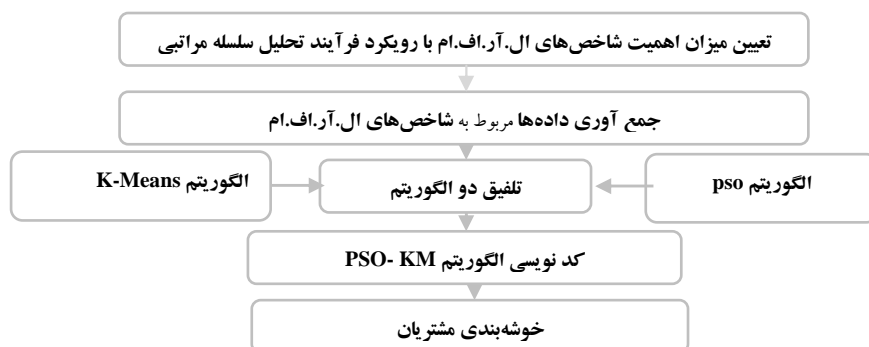 تعیین میزان اهمیت شاخص‌های ال.آر.اف.ام با رویکرد فرآیند تحلیل سلسله مراتبی
جمع آوری داده‌ها مربوط به شاخص‌های ال.آر.اف.ام
الگوریتم pso
تلفیق دو الگوریتم
الگوریتم K-Means
کد نویسی الگوریتم PSO- KM
خوشه‌بندی مشتریان